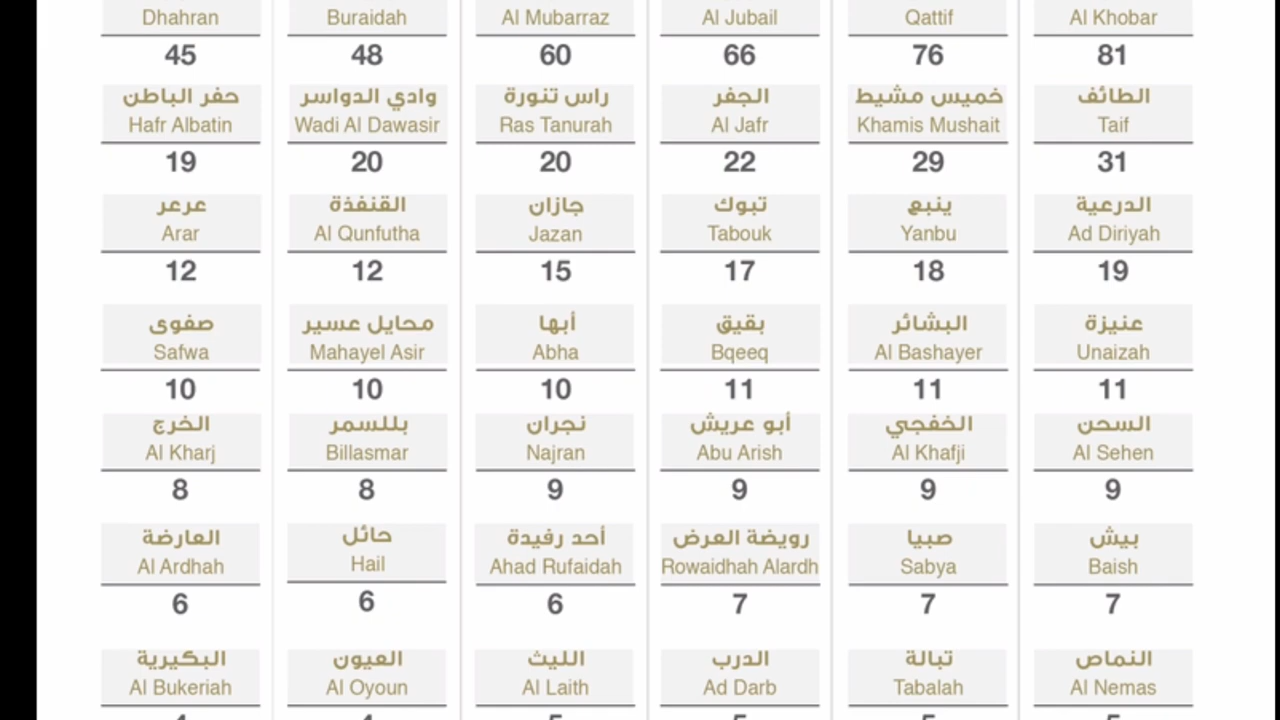 Al Khobar
81
Qattif
76
Al Jubail
66
Al Mubarraz
60
Buraidah
48
Dhahran
45
الطائف
Taif
31
خميس مشيط
Khamis Mushait
29
الجفر
Al Jafr
22
راس تنورة
Ras Tanurah
20
وادي الدواسر
Wadi Al Dawasir
20
حفر الباطن
Hafr Albatin
19
الدرعية
Ad Diriyah
19
ينبع
Yanbu
18
تبوك
Tabouk
17
جازان
Jazan
15
القنفذة
Al Qunfutha
12
عرعر
Arar
12
عنيزة
Unaizah
11
البشائر
Al Bashayer
11
بقيق
Bqeeq
11
أبها
Abha
10
محايل عسير
Mahayel Asir
10
صفوى
Safwa
10
السحن
Al Sehen
9
الخفجي
Al Khafji
9
أبو عريش
Abu Arish
9
نجران
Najran
9
بللسمر
Billasmar
8
الخرج
Al Kharj
8
بيش
Baish
7
صبيا
Sabya
7
رويضة العرض
Rowaidhah Alardh
7
أحد رفيدة
Ahad Rufaidah
6
حائل
Hail
6
العارضة
Al Ardhah
6
النماص
Al Nemas
تبالة
Tabalah
الدرب
Ad Darb
الليث
Al Laith
العيون
Al Oyoun
البكيرية
Al Bukeriah